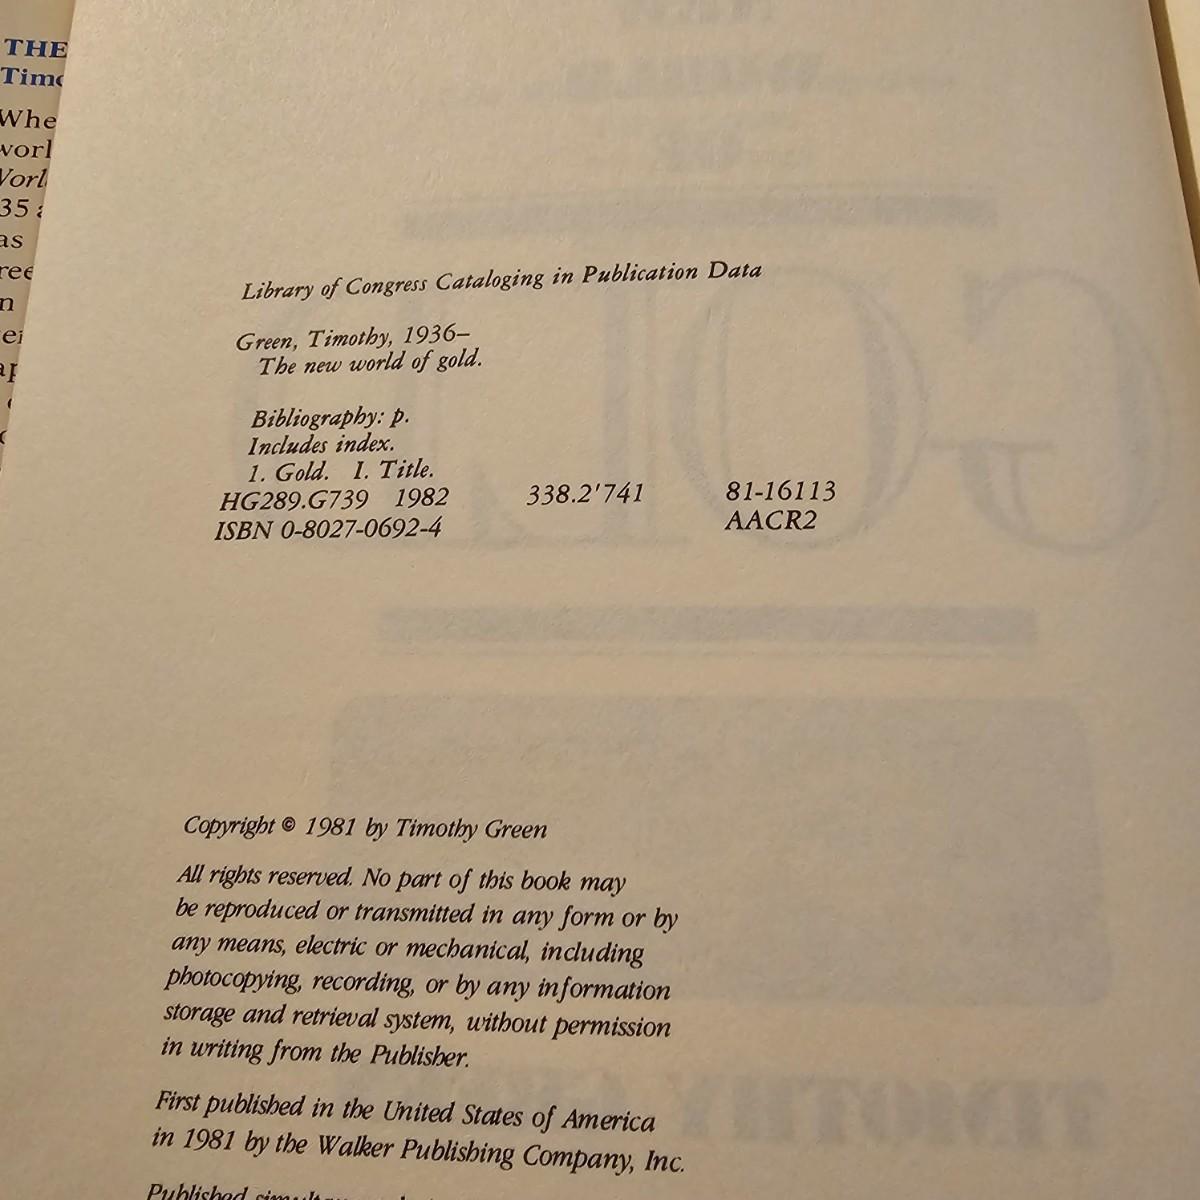 THE
Library of Congress Cataloging in Publication Data
Green, Timothy, 1936–
The new world of gold.
Bibliography: p.
Includes index.
1. Gold. I. Title.
HG289.G739 1982 338.2'741 81-16113
ISBN 0-8027-0692-4 AACR2
Copyright © 1981 by Timothy Green
All rights reserved. No part of this book may
be reproduced or transmitted in any form or by
any means, electric or mechanical, including
photocopying, recording, or by any information
storage and retrieval system, without permission
in writing from the Publisher.
First published in the United States of America
in 1981 by the Walker Publishing Company, Inc.
Published